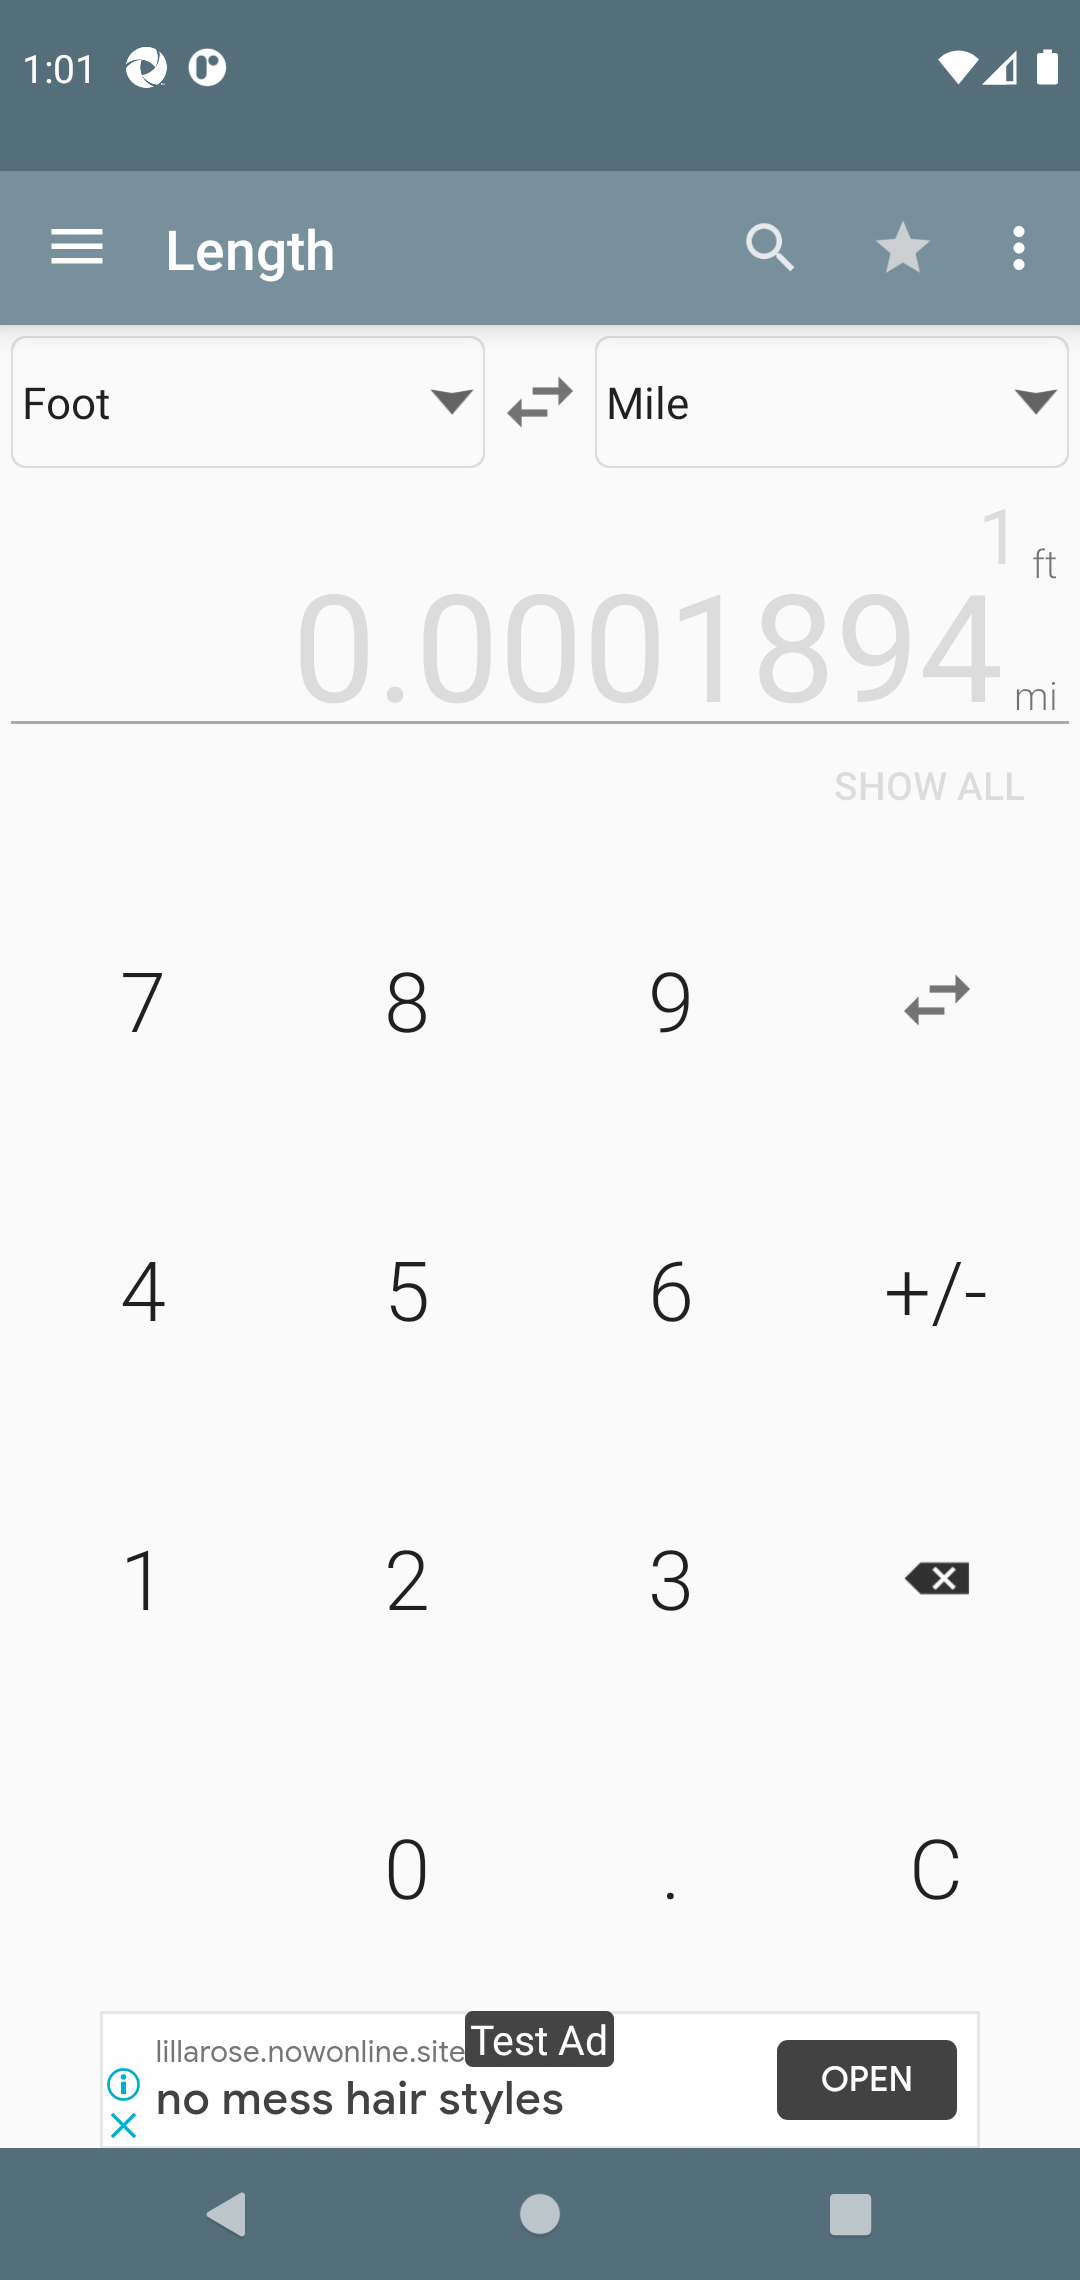 1:01
Length
Foot
Mile
1 ft
0.0001894 mi
SHOW ALL
7 8 9
4 5 6 +/-
1 2 3
0 . C
lillarose.nowonline.site
Test Ad
no mess hair styles
OPEN